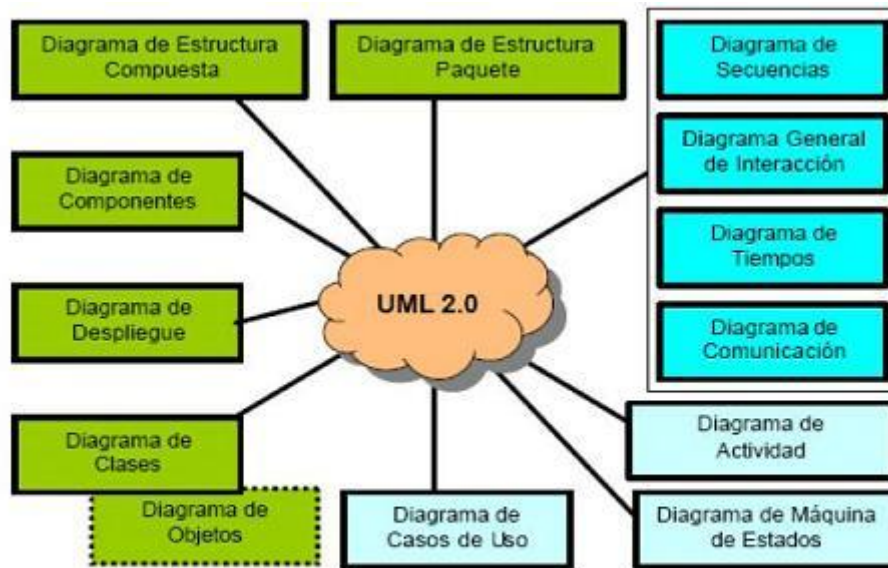 Diagrama de Estructura
Compuesta
Diagrama de Estructura
Paquete
Diagrama de
Secuencias
Diagrama General
de Interacción
Diagrama de
Componentes
Diagrama de
Tiempos
Diagrama de
Despliegue
UML 2.0
Diagrama de
Comunicación
Diagrama de
Clases
Diagrama de
Actividad
Diagrama de
Objetos
Diagrama de
Casos de Uso
Diagrama de Máquina
de Estados